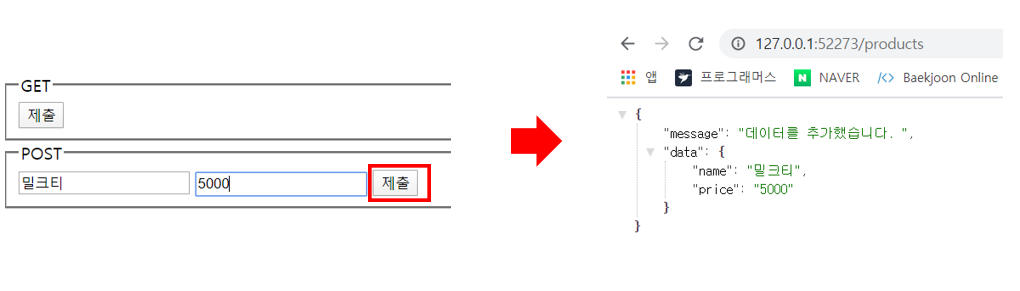 GET
제출
POST
밀크티 5000 제출
127.0.0.1:52273/products
앱 프로그래머스 NAVER Baekjoon Online
{
"message": "데이터를 추가했습니다. ",
"data": {
"name": "밀크티",
"price": "5000"
}
}